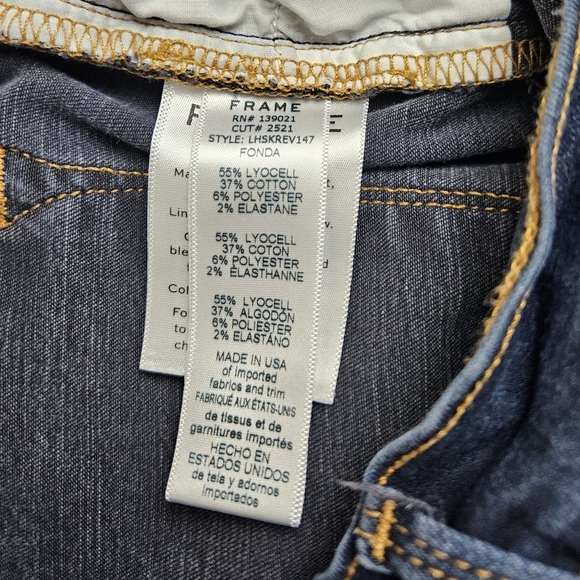 FRAME
RN# 139021
CUT# 2521
STYLE: LHSKREV147
FONDA
55% LYOCELL
37% COTTON
6% POLYESTER
2% ELASTANE
55% LYOCELL
37% COTON
6% POLYESTER
2% ÉLASTHANNE
55% LYOCELL
37% ALGODÓN
6% POLIESTER
2% ELASTANO
MADE IN USA
of imported
fabrics and trim
FABRIQUÉ AUX ÉTATS-UNIS
de tissus et de
garnitures importés
HECHO EN
ESTADOS UNIDOS
de tela y adornos
importados